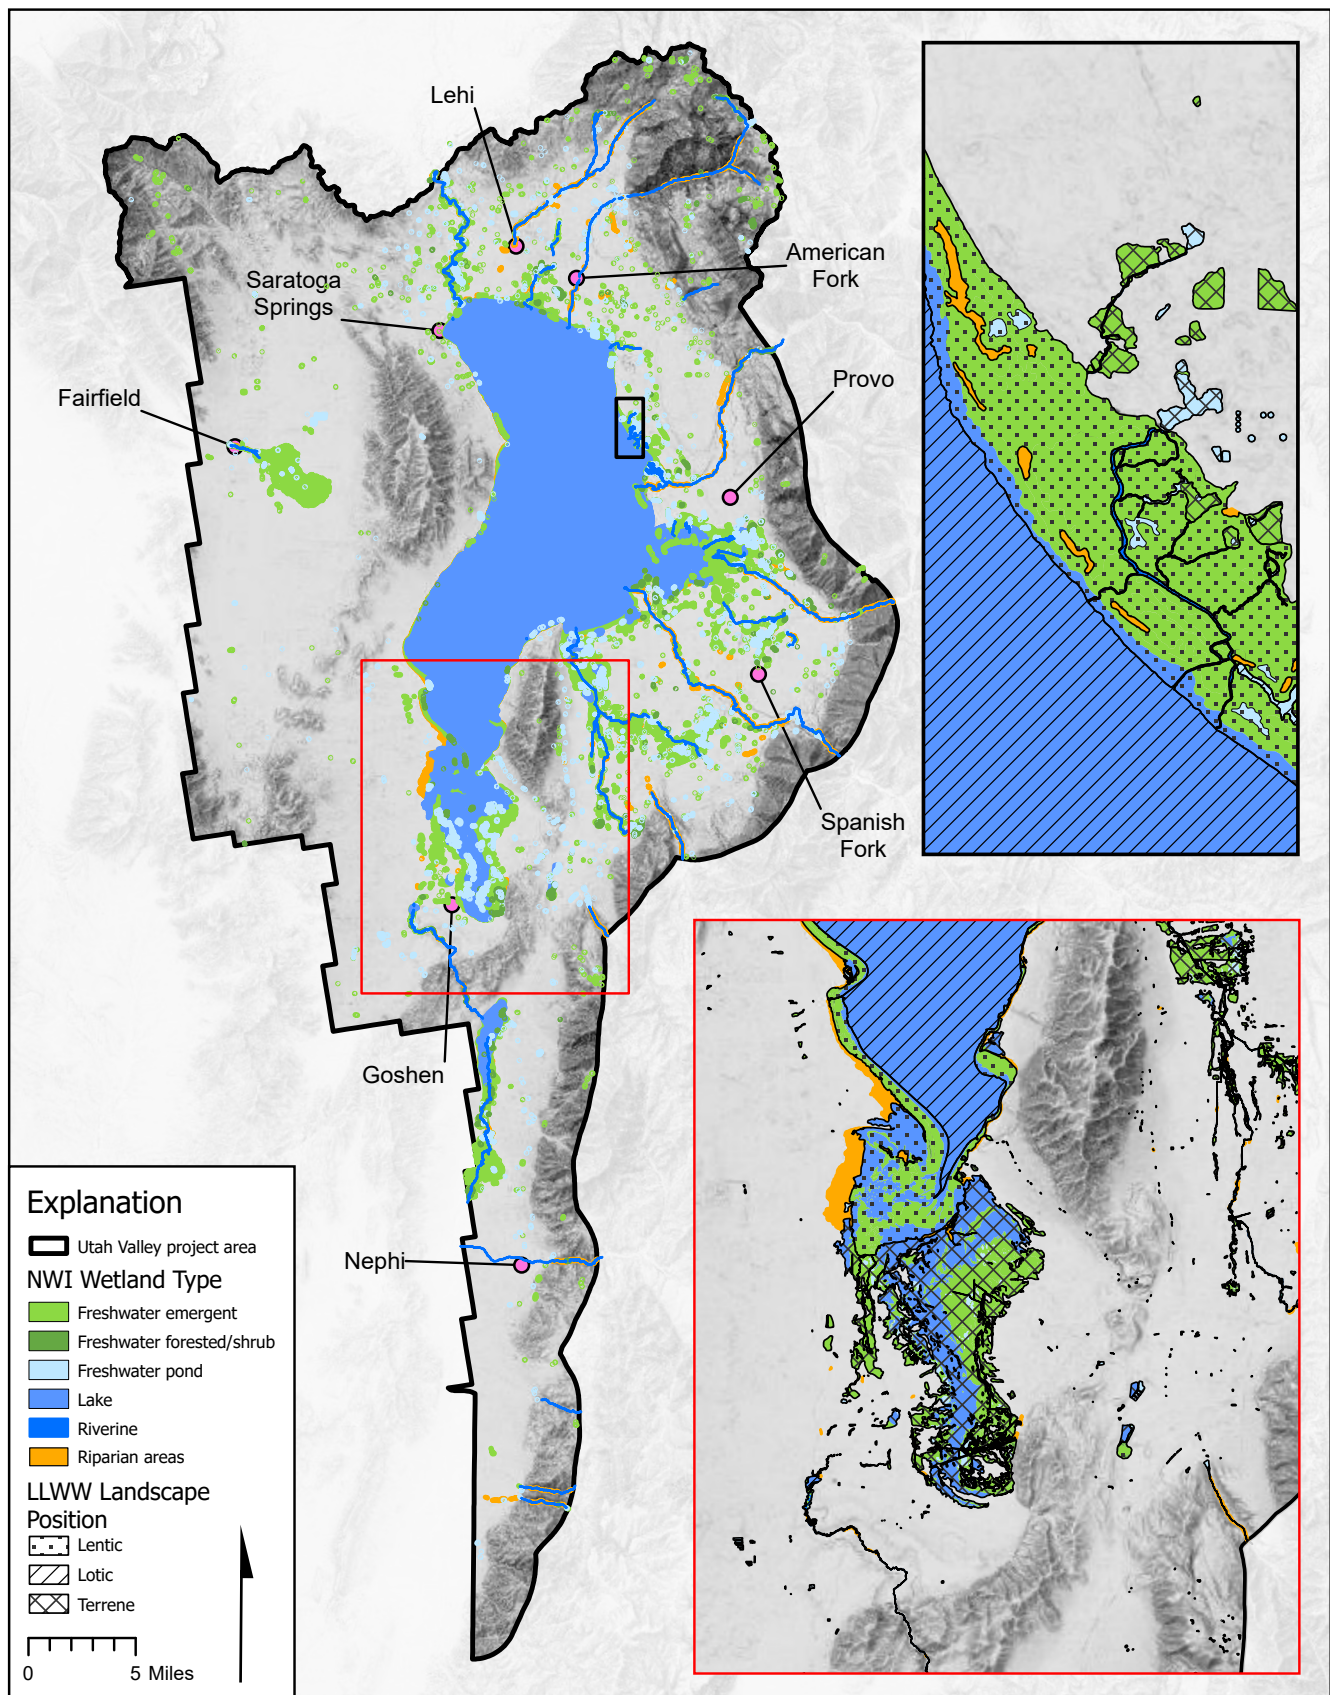 Lehi
American
Fork
Saratoga
Springs
Provo
Fairfield
Spanish
Fork
Goshen
Nephi
Explanation
Utah Valley project area
NWI Wetland Type
Freshwater emergent
Freshwater forested/shrub
Freshwater pond
Lake
Riverine
Riparian areas
LLWW Landscape
Position
Lentic
Lotic
Terrene
0 5 Miles